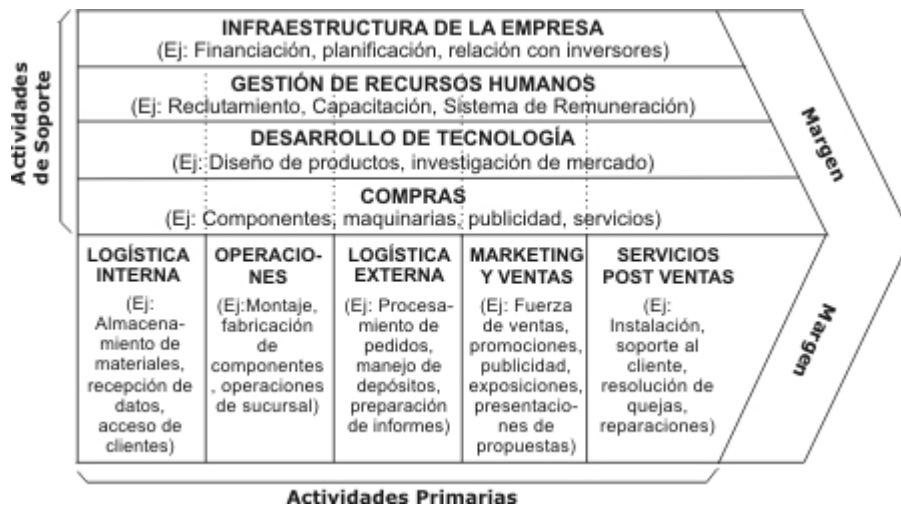 Actividades
de Soporte
INFRAESTRUCTURA DE LA EMPRESA
(Ej: Financiación, planificación, relación con inversores)
GESTIÓN DE RECURSOS HUMANOS
(Ej: Reclutamiento, Capacitación, Sistema de Remuneración)
DESARROLLO DE TECNOLOGÍA
(Ej: Diseño de productos, investigación de mercado)
COMPRAS
(Ej: Componentes, maquinarias, publicidad, servicios)
Margen
LOGÍSTICA
INTERNA
(Ej:
Almacena-
miento de
materiales,
recepción de
datos,
acceso de
clientes)
OPERACIO-
NES
(Ej:Montaje,
fabricación
de
componentes
, operaciones
de sucursal)
LOGÍSTICA
EXTERNA
(Ej: Procesa-
miento de
pedidos,
manejo de
depósitos,
preparación
de informes)
MARKETING
Y VENTAS
(Ej: Fuerza
de ventas,
promociones,
publicidad,
exposiciones,
presentacio-
nes de
propuestas)
SERVICIOS
POST VENTAS
(Ej:
Instalación,
soporte al
cliente,
resolución de
quejas,
reparaciones)
Margen
Actividades Primarias